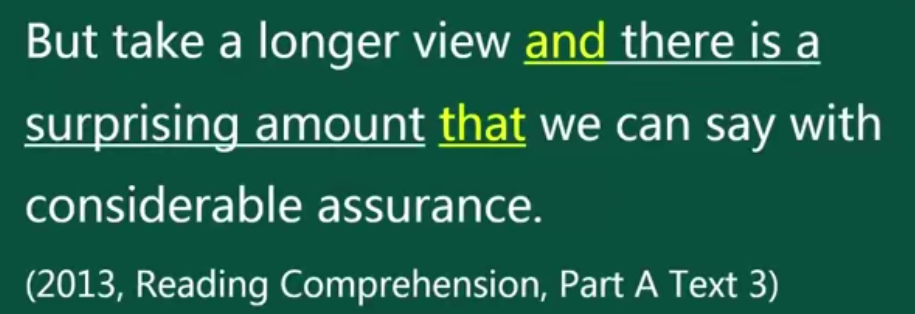 But take a longer view and there is a
surprising amount that we can say with
considerable assurance.
(2013, Reading Comprehension, Part A Text 3)